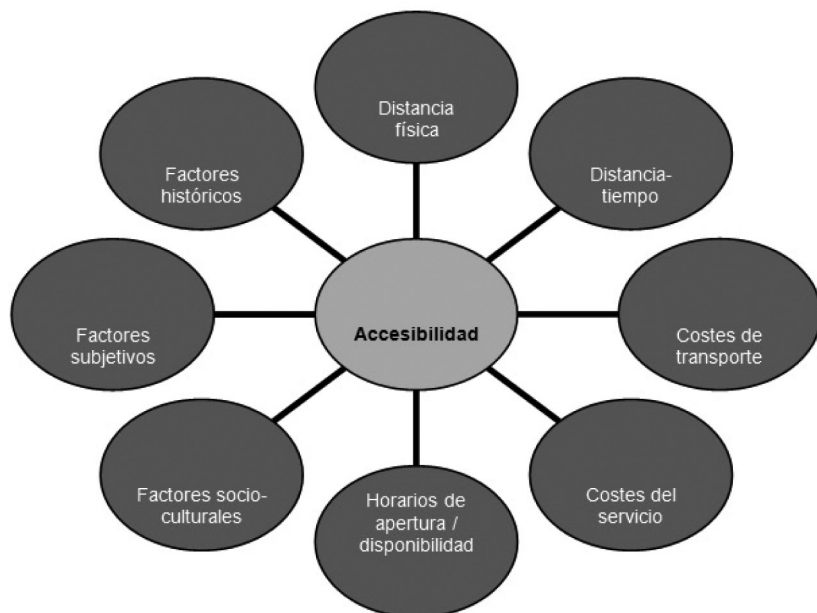 Distancia
física
Distancia-
tiempo
Costes de
transporte
Costes del
servicio
Horarios de
apertura /
disponibilidad
Factores socio-
culturales
Factores
subjetivos
Factores
históricos
Accesibilidad